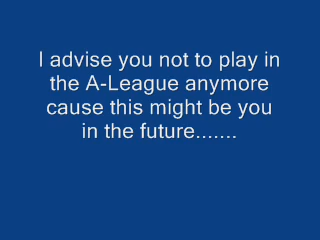 I advise you not to play in
the A-League anymore
cause this might be you
in the future.......